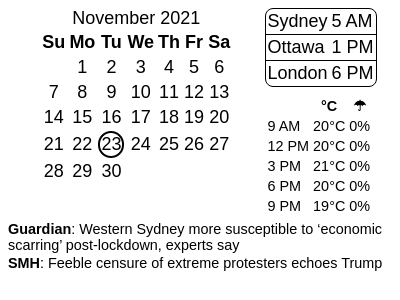 November 2021
Su Mo Tu We Th Fr Sa
1 2 3 4 5 6
7 8 9 10 11 12 13
14 15 16 17 18 19 20
21 22 23 24 25 26 27
28 29 30
Sydney 5 AM
Ottawa 1 PM
London 6 PM
°C ☂
9 AM 20°C 0%
12 PM 20°C 0%
3 PM 21°C 0%
6 PM 20°C 0%
9 PM 19°C 0%
Guardian: Western Sydney more susceptible to ‘economic
scarring’ post-lockdown, experts say
SMH: Feeble censure of extreme protesters echoes Trump